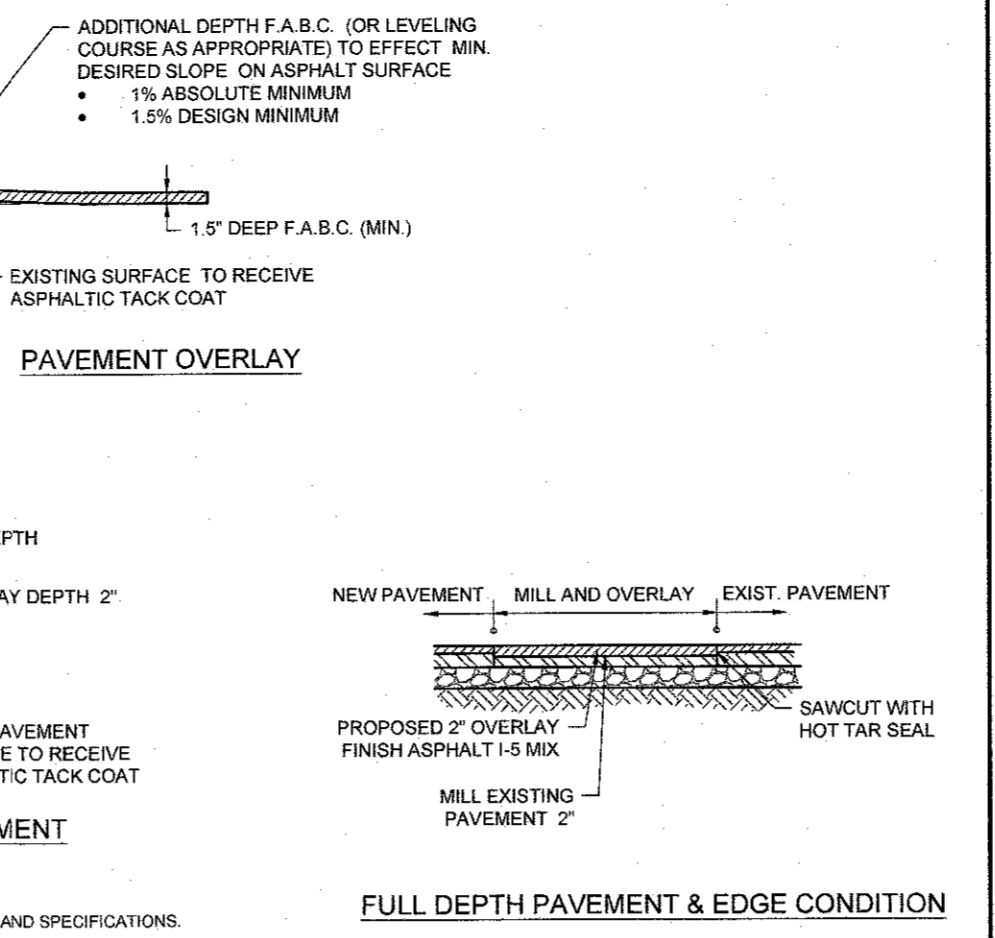 ADDITIONAL DEPTH F.A.B.C. (OR LEVELING
COURSE AS APPROPRIATE) TO EFFECT MIN.
DESIRED SLOPE ON ASPHALT SURFACE
• 1% ABSOLUTE MINIMUM
• 1.5% DESIGN MINIMUM
1.5" DEEP F.A.B.C. (MIN.)
EXISTING SURFACE TO RECEIVE
ASPHALTIC TACK COAT
PAVEMENT OVERLAY
EPTH
AY DEPTH 2"
AVEMENT
E TO RECEIVE
TIC TACK COAT
MENT
AND SPECIFICATIONS.
NEW PAVEMENT
MILL AND OVERLAY
EXIST. PAVEMENT
PROPOSED 2" OVERLAY
FINISH ASPHALT I-5 MIX
SAWCUT WITH
HOT TAR SEAL
MILL EXISTING
PAVEMENT 2"
FULL DEPTH PAVEMENT & EDGE CONDITION